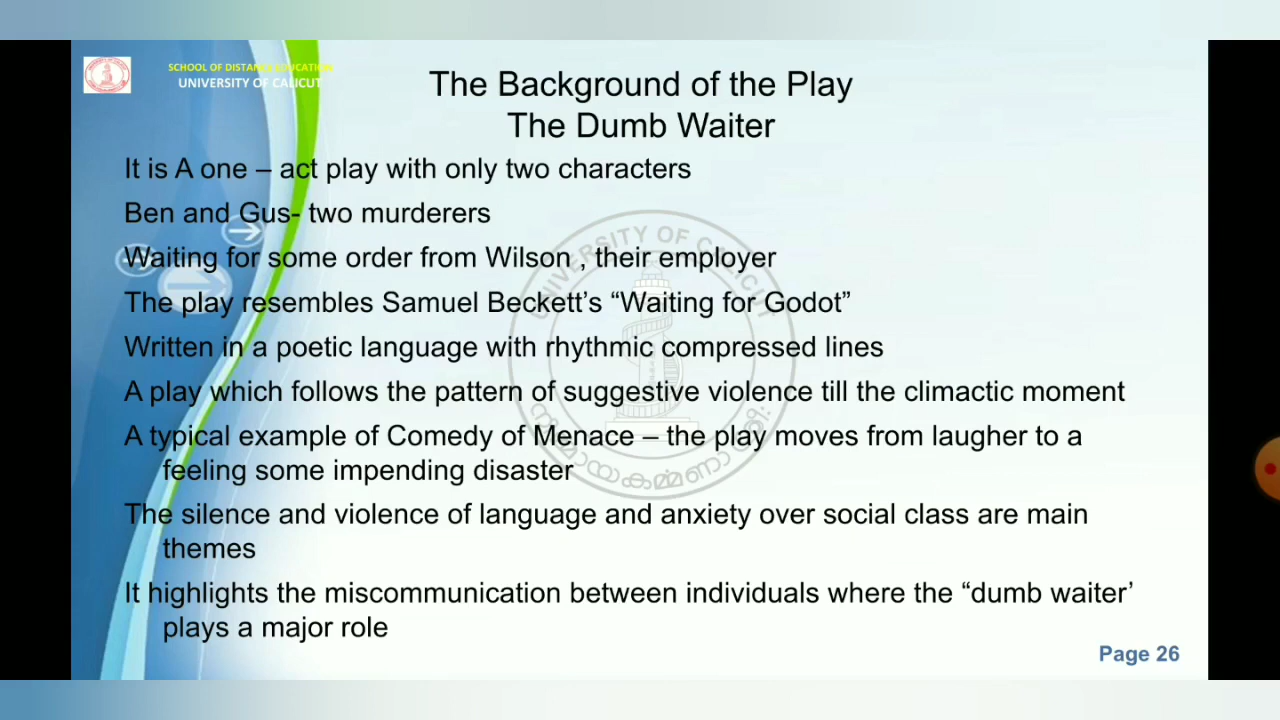 SCHOOL OF DISTANCE EDUCATION
UNIVERSITY OF CALICUT
The Background of the Play
The Dumb Waiter
It is A one – act play with only two characters
Ben and Gus- two murderers
Waiting for some order from Wilson , their employer
The play resembles Samuel Beckett’s “Waiting for Godot”
Written in a poetic language with rhythmic compressed lines
A play which follows the pattern of suggestive violence till the climactic moment
A typical example of Comedy of Menace – the play moves from laugher to a
feeling some impending disaster
The silence and violence of language and anxiety over social class are main
themes
It highlights the miscommunication between individuals where the “dumb waiter’
plays a major role
UNIVERSITY OF CALICUT
Page 26